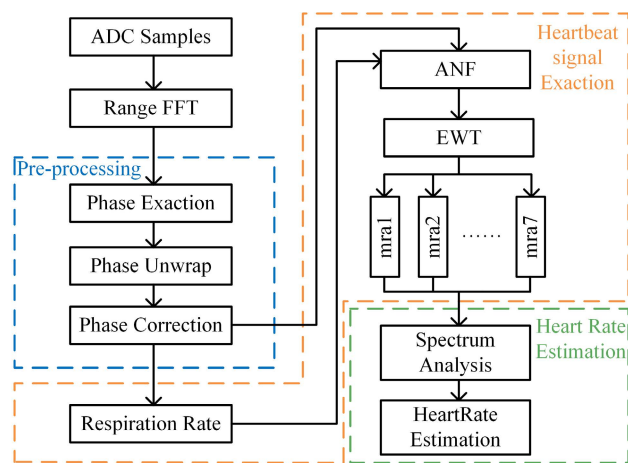 ADC Samples
Range FFT
Pre-processing
Phase Exaction
Phase Unwrap
Phase Correction
Respiration Rate
Heartbeat
signal
Exaction
ANF
EWT
mra1
mra2
......
mra7
Heart Rate
Estimation
Spectrum
Analysis
HeartRate
Estimation